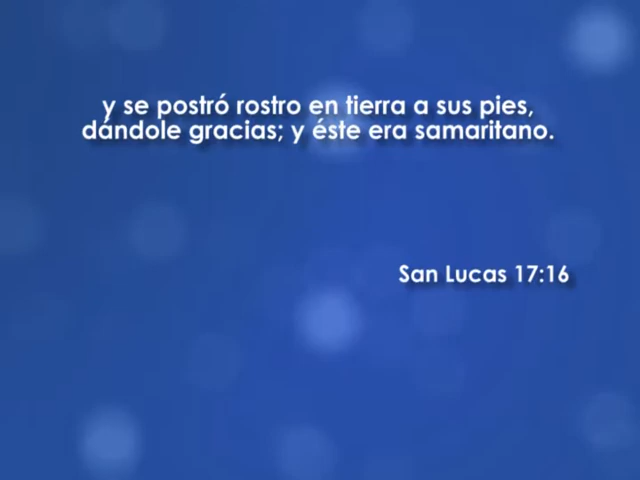 y se postró rostro en tierra a sus pies,
dándole gracias; y éste era samaritano.
San Lucas 17:16